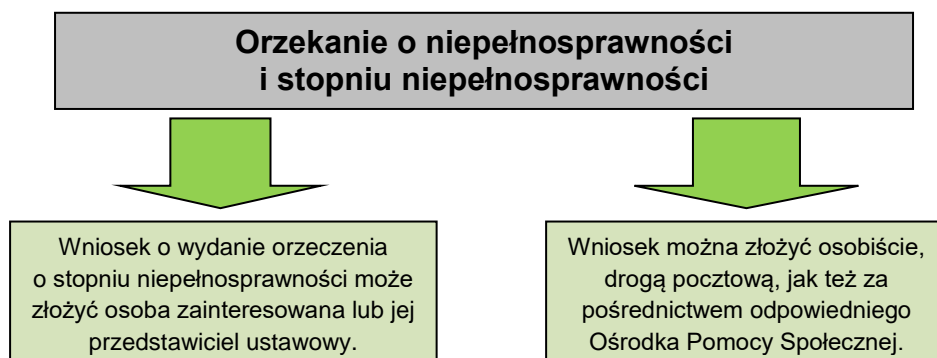 Orzekanie o niepełnosprawności
i stopniu niepełnosprawności
Wniosek o wydanie orzeczenia
o stopniu niepełnosprawności może
złożyć osoba zainteresowana lub jej
przedstawiciel ustawowy.
Wniosek można złożyć osobiście,
drogą pocztową, jak też za
pośrednictwem odpowiedniego
Ośrodka Pomocy Społecznej.